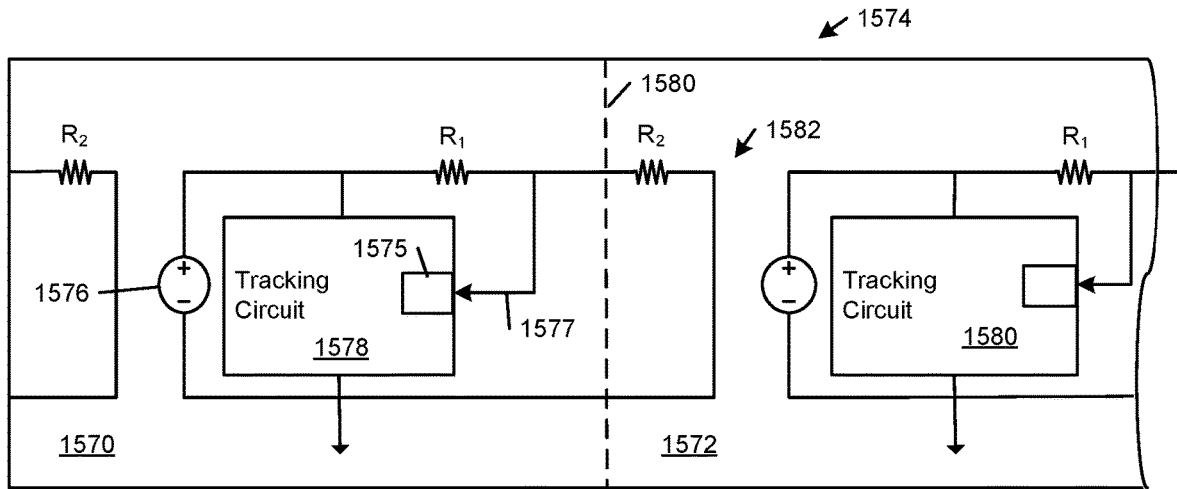 1574
1580
R2
R1
R2
1582
R1
1575
1576
Tracking
Circuit
1577
1578
Tracking
Circuit
1580
1570
1572